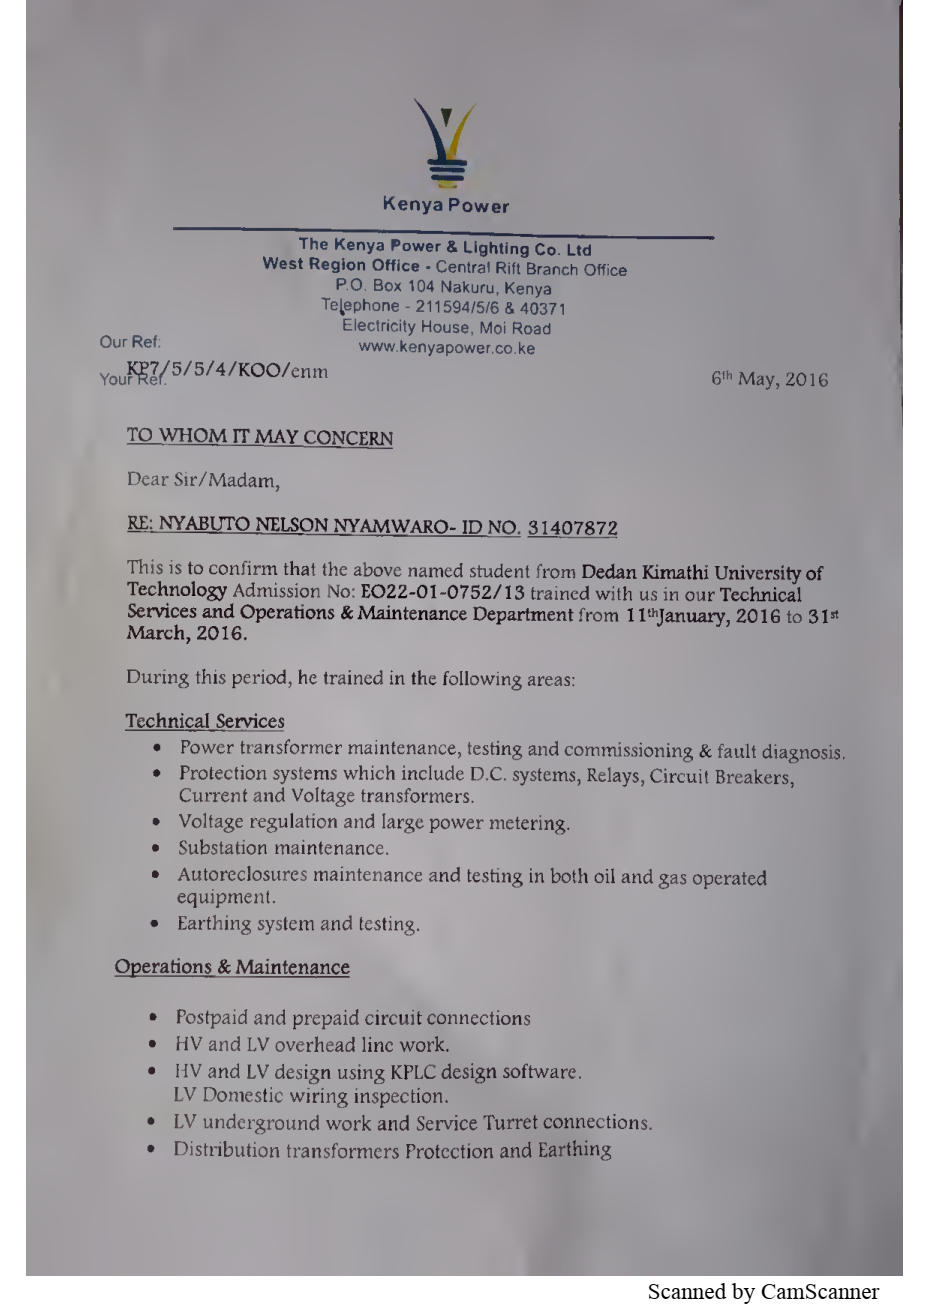 Kenya Power
The Kenya Power & Lighting Co. Ltd
West Region Office - Central Rift Branch Office
P.O. Box 104 Nakuru, Kenya
Telephone - 211594/5/6 & 40371
Electricity House, Moi Road
www.kenyapower.co.ke
Our Ref:
KP7/5/5/4/KOO/enm
Your Ref.
6th May, 2016
TO WHOM IT MAY CONCERN
Dear Sir/Madam,
RE: NYABUTO NELSON NYAMWARO- ID NO. 31407872
This is to confirm that the above named student from Dedan Kimathi University of
Technology Admission No: EO22-01-0752/13 trained with us in our Technical
Services and Operations & Maintenance Department from 11thJanuary, 2016 to 31st
March, 2016.
During this period, he trained in the following areas:
Technical Services
• Power transformer maintenance, testing and commissioning & fault diagnosis.
• Protection systems which include D.C. systems, Relays, Circuit Breakers,
Current and Voltage transformers.
• Voltage regulation and large power metering.
• Substation maintenance.
• Autoreclosures maintenance and testing in both oil and gas operated
equipment.
• Earthing system and testing.
Operations & Maintenance
• Postpaid and prepaid circuit connections
• HV and LV overhead line work.
• HV and LV design using KPLC design software.
LV Domestic wiring inspection.
• LV underground work and Service Turret connections.
• Distribution transformers Protection and Earthing
Scanned by CamScanner